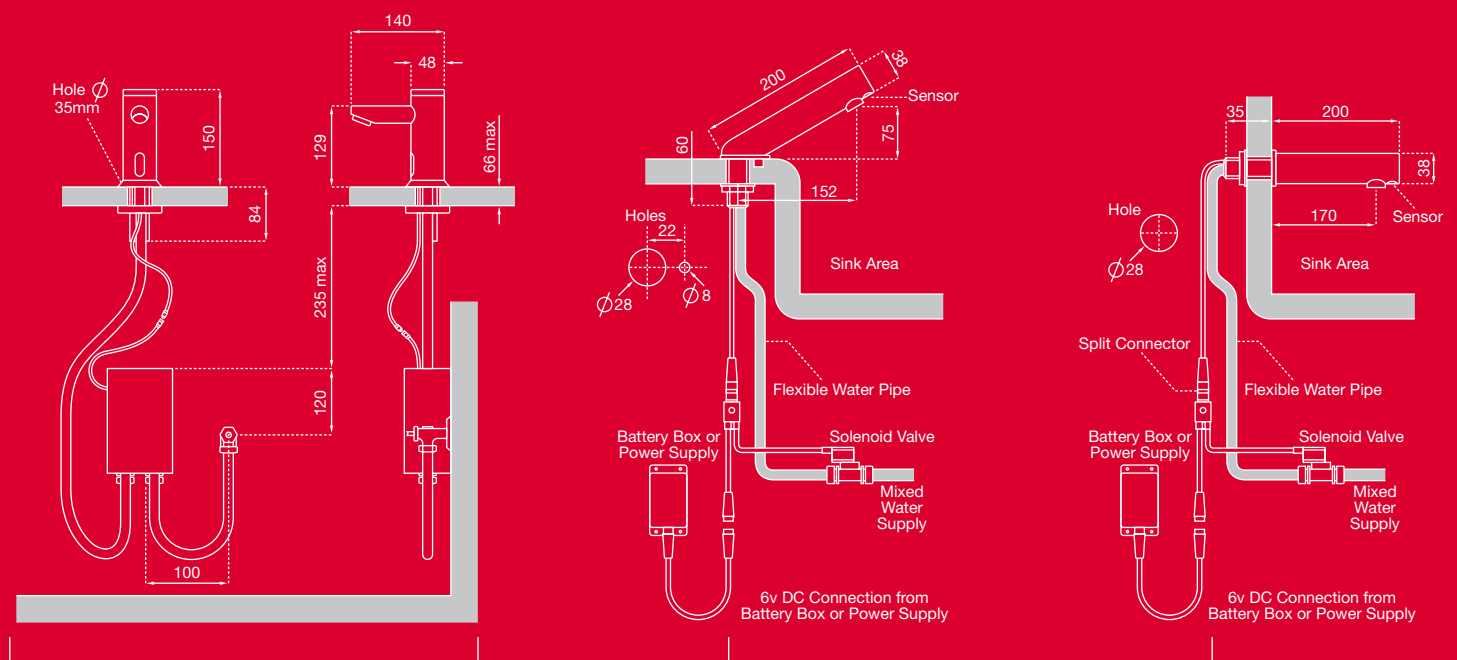 Hole ∅
35mm
150
84
140
48
129
66 max
235 max
120
100
200
38
Sensor
75
60
152
Holes
22
∅28
∅8
Sink Area
Flexible Water Pipe
Battery Box or
Power Supply
Solenoid Valve
Mixed
Water
Supply
6v DC Connection from
Battery Box or Power Supply
35
200
38
170
Sensor
Hole
∅28
Sink Area
Split Connector
Flexible Water Pipe
Battery Box or
Power Supply
Solenoid Valve
Mixed
Water
Supply
6v DC Connection from
Battery Box or Power Supply